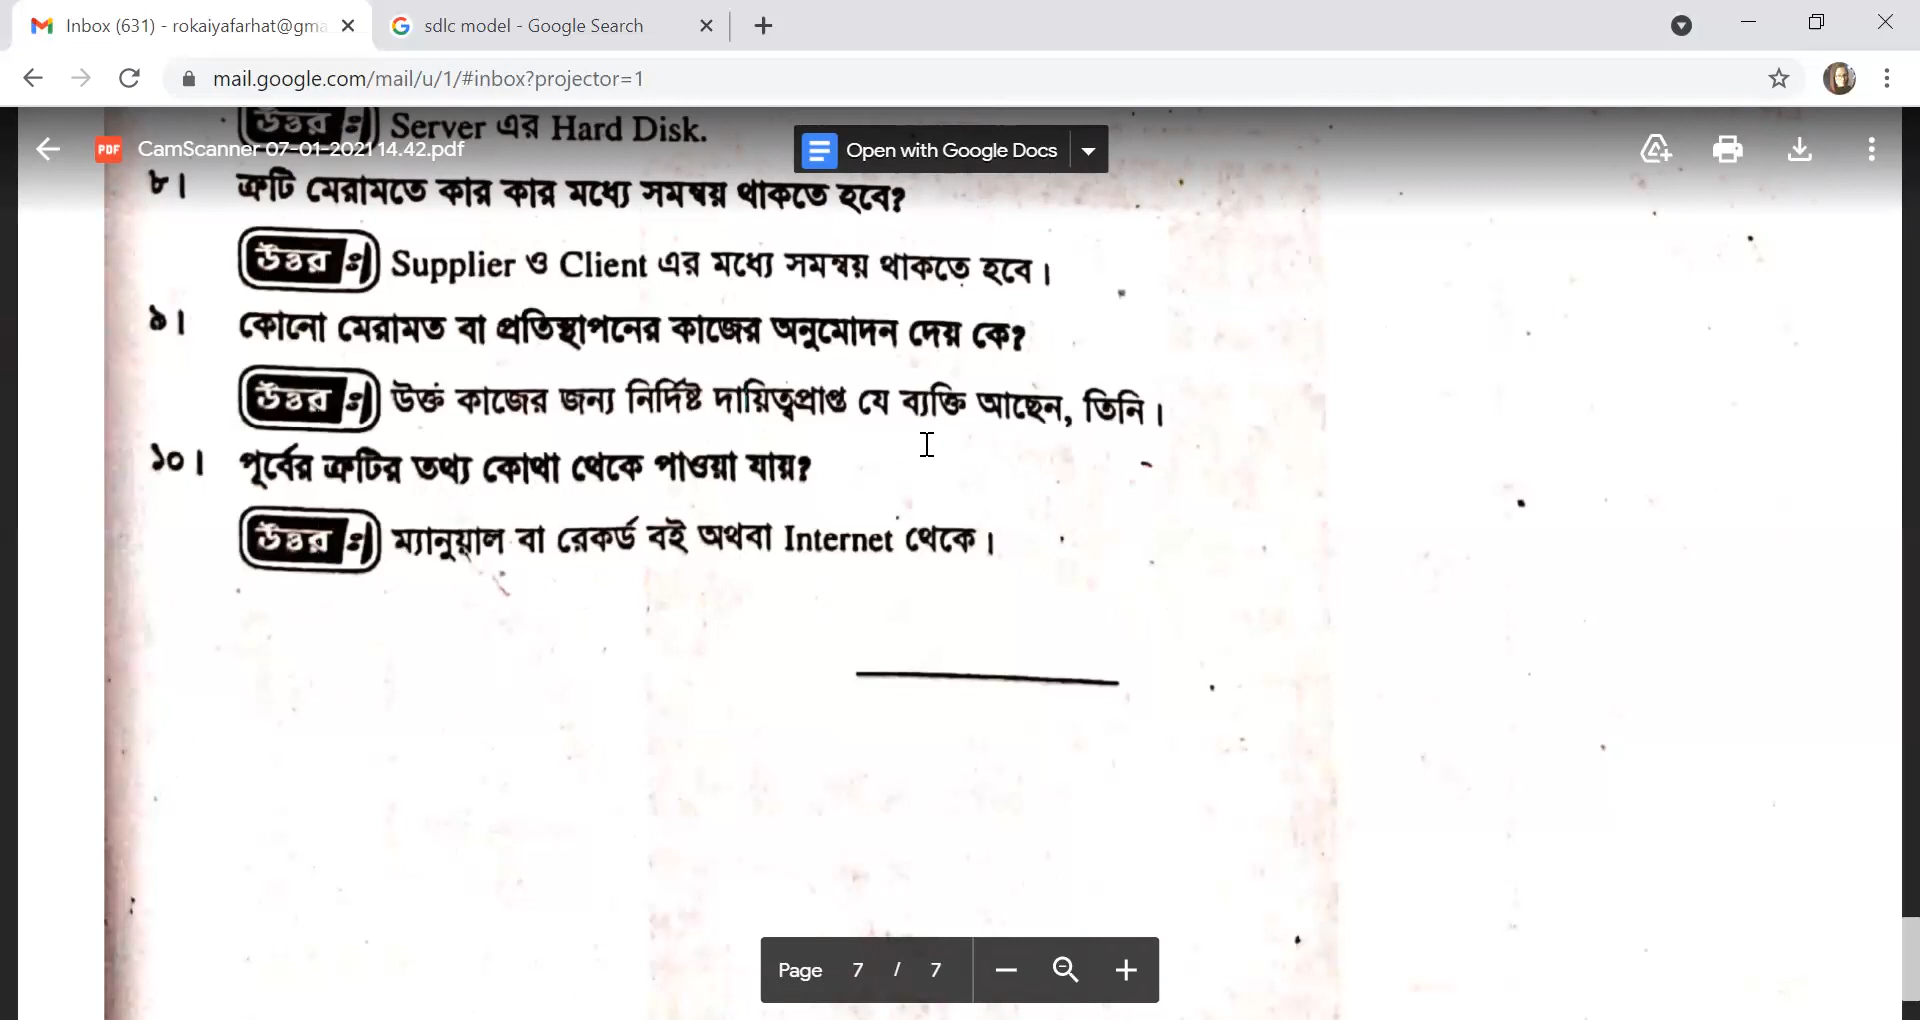 Inbox (631) - rokaiyafarhat@gma
sdlc model - Google Search
mail.google.com/mail/u/1/#inbox?projector=1
উত্তর ঃ Server এর Hard Disk.
PDF CamScanner 07-01-2021 14.42.pdf
Open with Google Docs
৮। ত্রুটি মেরামতে কার কার মধ্যে সমন্বয় থাকতে হবে?
উত্তর ঃ Supplier ও Client এর মধ্যে সমন্বয় থাকতে হবে।
৯। কোনো মেরামত বা প্রতিস্থাপনের কাজের অনুমোদন দেয় কে?
উত্তর ঃ উক্ত কাজের জন্য নির্দিষ্ট দায়িত্বপ্রাপ্ত যে ব্যক্তি আছেন, তিনি।
১০। পূর্বের ত্রুটির তথ্য কোথা থেকে পাওয়া যায়?
উত্তর ঃ ম্যানুয়াল বা রেকর্ড বই অথবা Internet থেকে।
Page 7 / 7